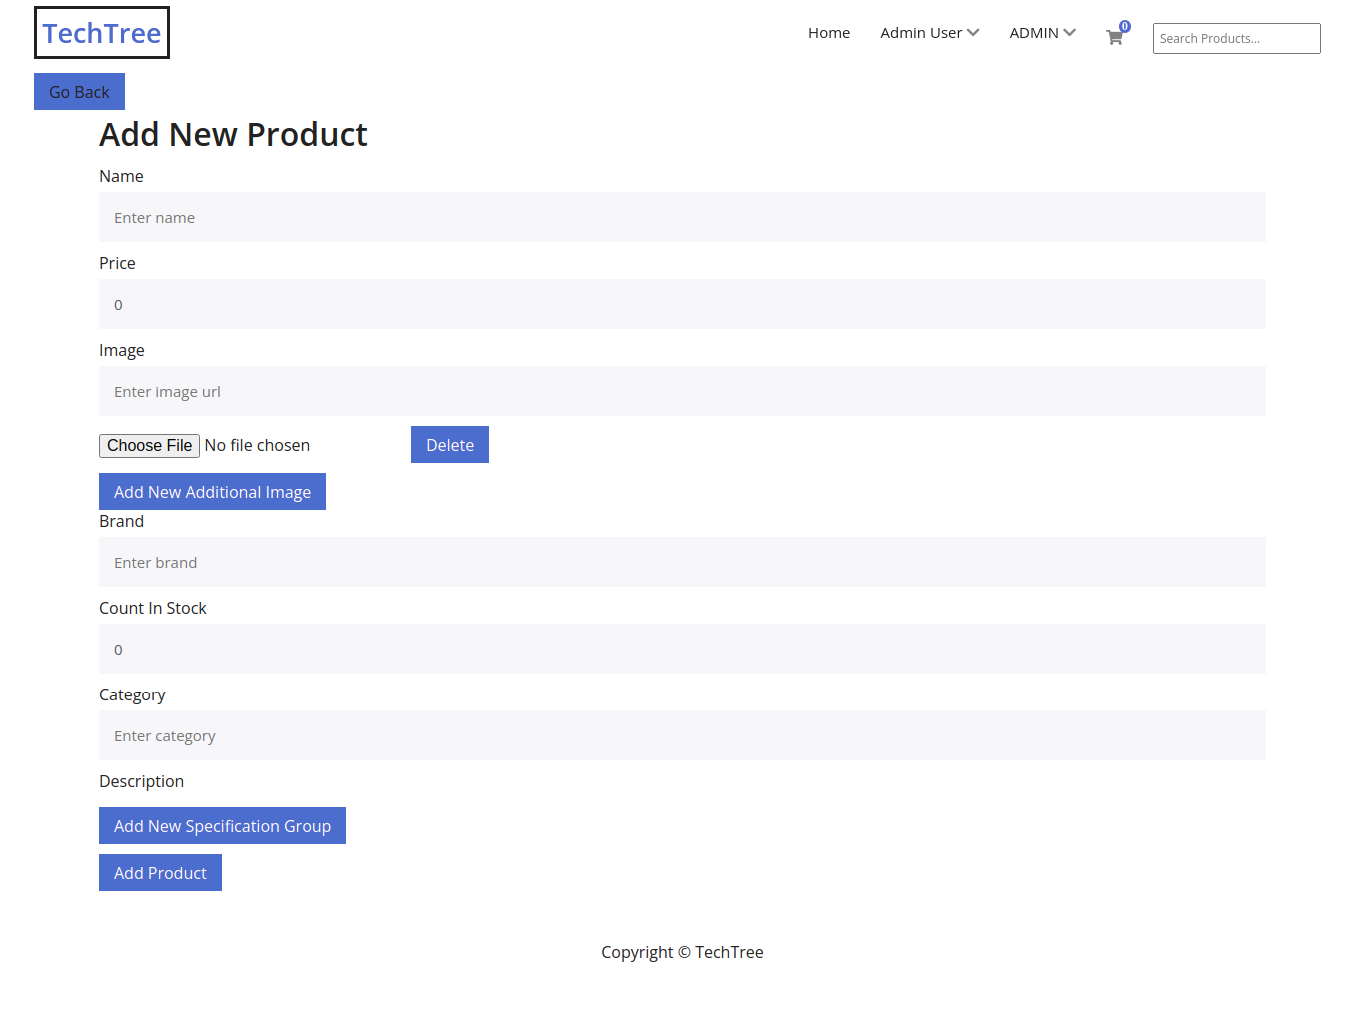 TechTree
Home Admin User ADMIN 0 Search Products...
Go Back
Add New Product
Name
Enter name
Price
0
Image
Enter image url
Choose File No file chosen Delete
Add New Additional Image
Brand
Enter brand
Count In Stock
0
Category
Enter category
Description
Add New Specification Group
Add Product
Copyright © TechTree